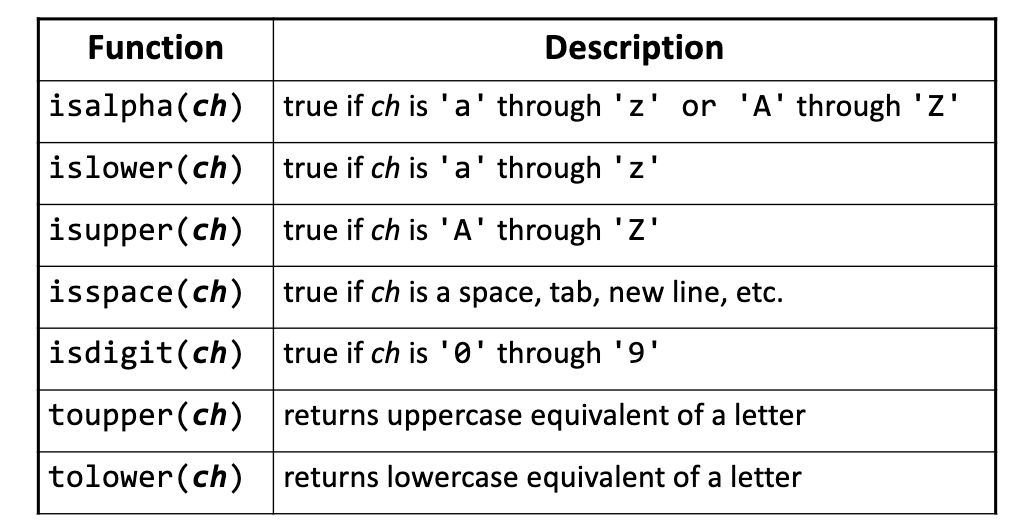 Function Description
isalpha(ch) true if ch is 'a' through 'z' or 'A' through 'Z'
islower(ch) true if ch is 'a' through 'z'
isupper(ch) true if ch is 'A' through 'Z'
isspace(ch) true if ch is a space, tab, new line, etc.
isdigit(ch) true if ch is '0' through '9'
toupper(ch) returns uppercase equivalent of a letter
tolower(ch) returns lowercase equivalent of a letter